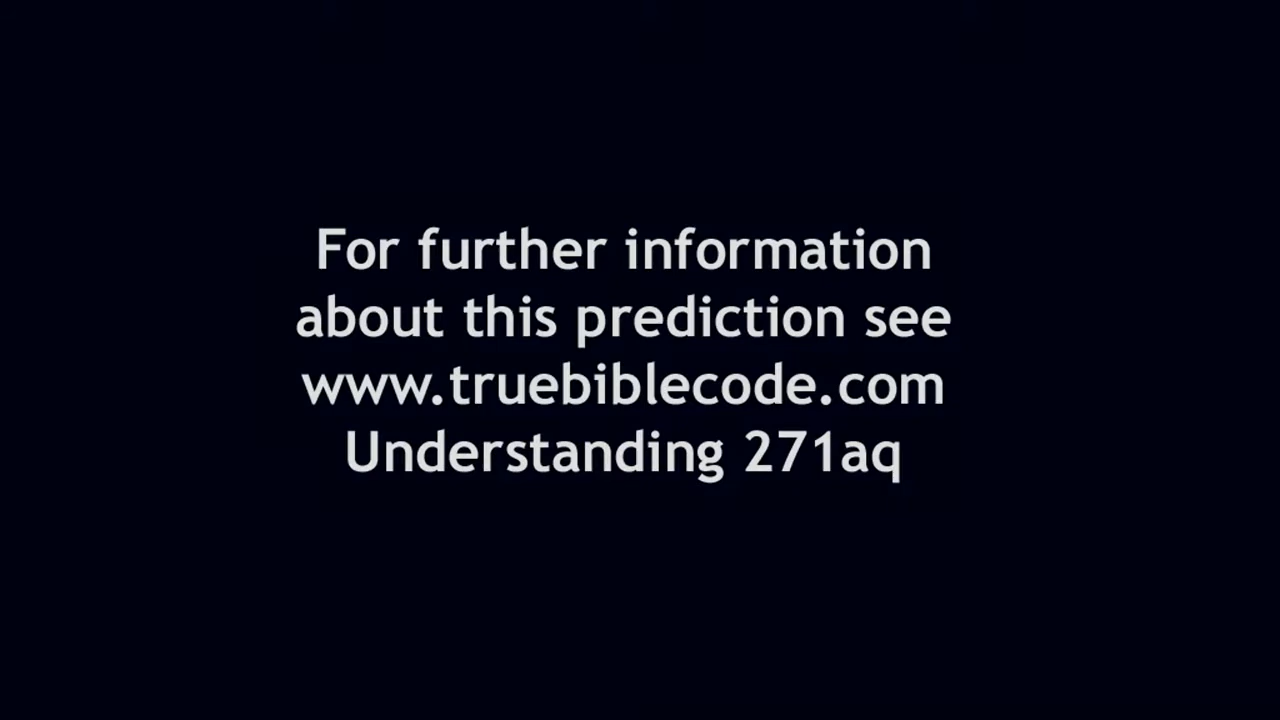 For further information
about this prediction see
www.truebiblecode.com
Understanding 271aq